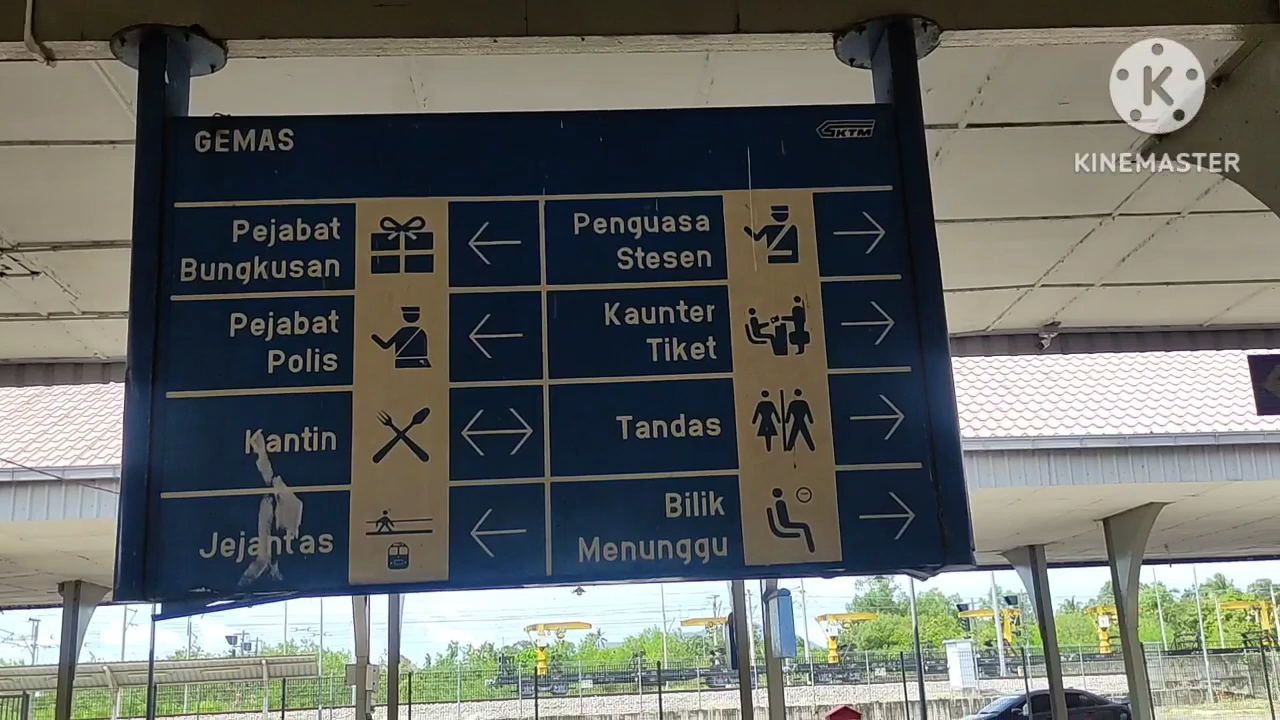 GEMAS
KTM
K
KINEMASTER
Pejabat
Bungkusan
Penguasa
Stesen
Pejabat
Polis
Kaunter
Tiket
Kantin
Tandas
Jejantas
Bilik
Menunggu